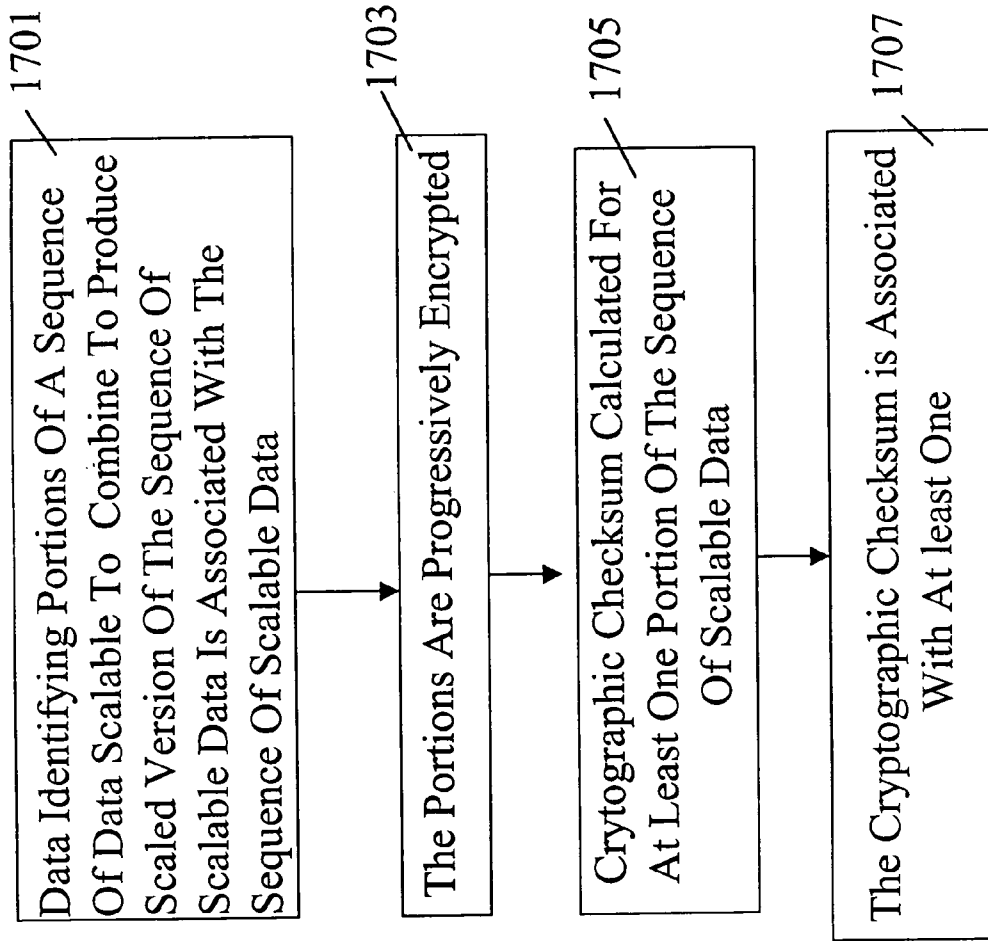 1701
Data Identifying Portions Of A Sequence
Of Data Scalable To Combine To Produce
Scaled Version Of The Sequence Of
Scalable Data Is Associated With The
Sequence Of Scalable Data
1703
The Portions Are Progressively Encrypted
1705
Crytographic Checksum Calculated For
At Least One Portion Of The Sequence
Of Scalable Data
1707
The Cryptographic Checksum is Associated
With At least One